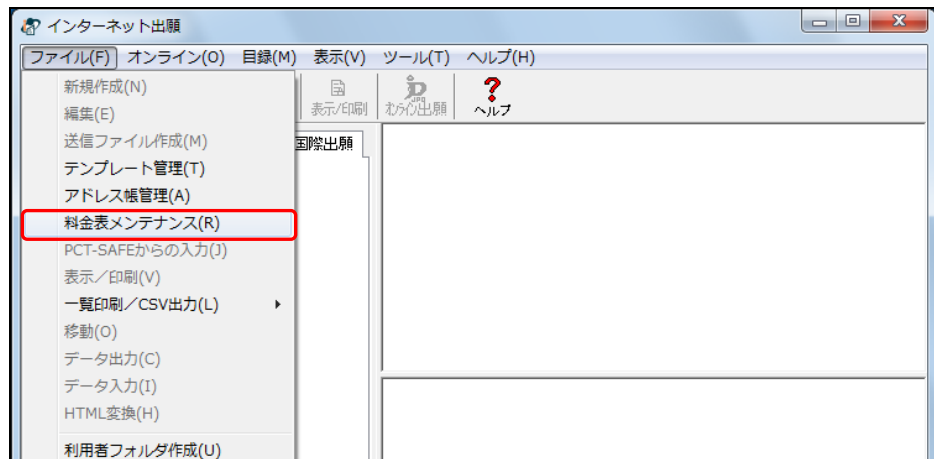 インターネット出願
ファイル(F) オンライン(O) 目録(M) 表示(V) ツール(T) ヘルプ(H)
表示/印刷 ｵﾝﾗｲﾝ出願 ヘルプ
国際出願
新規作成(N)
編集(E)
送信ファイル作成(M)
テンプレート管理(T)
アドレス帳管理(A)
料金表メンテナンス(R)
PCT-SAFEからの入力(J)
表示／印刷(V)
一覧印刷／CSV出力(L)
移動(O)
データ出力(C)
データ入力(I)
HTML変換(H)
利用者フォルダ作成(U)